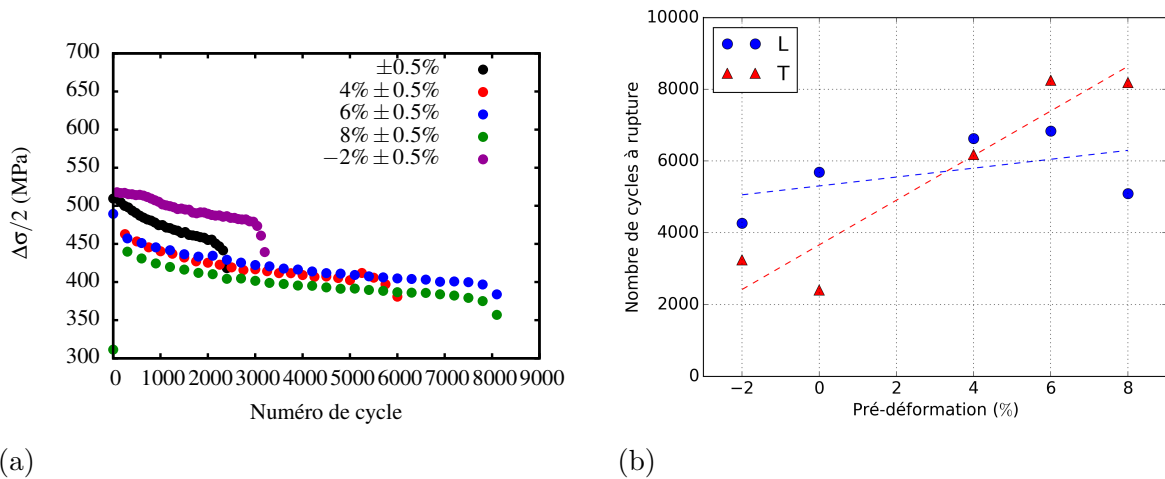 700
650
600
550
500
450
400
350
300
0 1000 2000 3000 4000 5000 6000 7000 8000 9000
Δσ/2 (MPa)
Numéro de cycle
±0.5%
4% ±0.5%
6% ±0.5%
8% ±0.5%
−2% ±0.5%
(a)
10000
8000
6000
4000
2000
0
−2 0 2 4 6 8
Nombre de cycles à rupture
Pré-déformation (%)
L
T
(b)